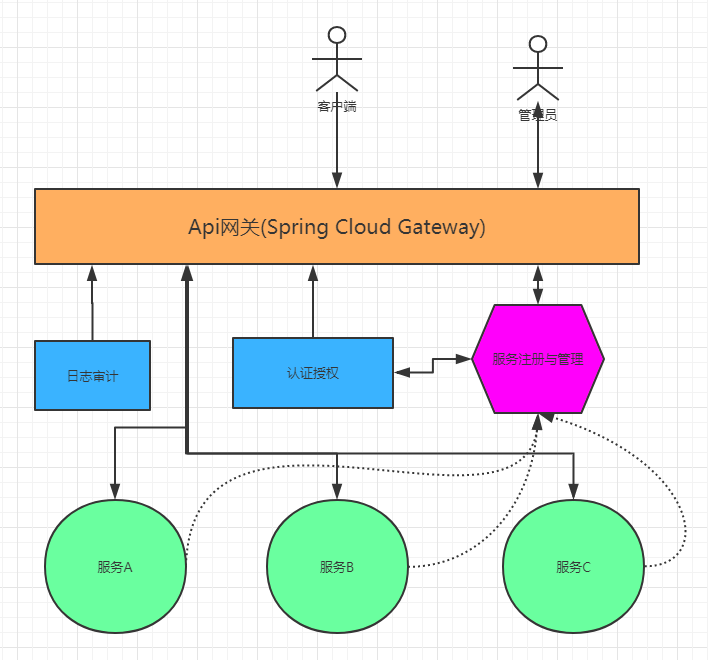 客户端
管理员
Api网关(Spring Cloud Gateway)
日志审计
认证授权
服务注册与管理
服务A
服务B
服务C